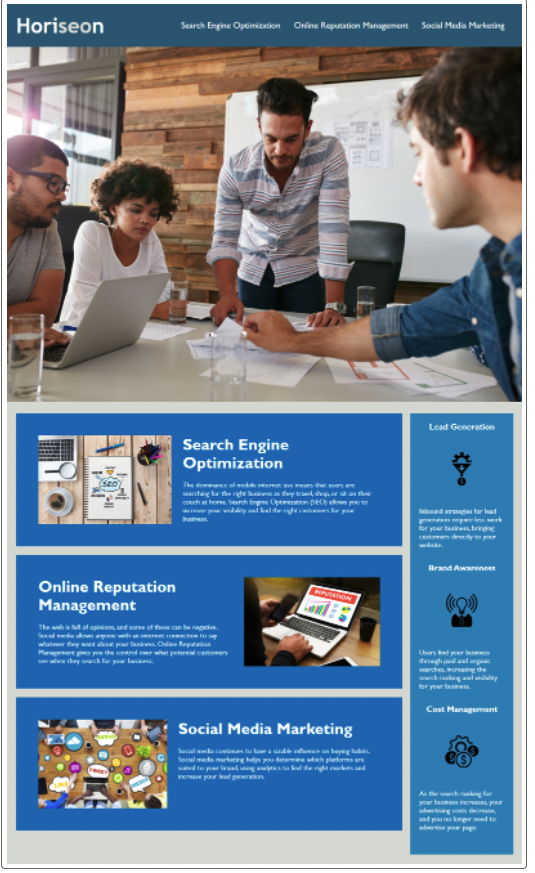 Horiseon
Search Engine Optimization
Online Reputation Management
Social Media Marketing
SEO
Search Engine
Optimization
The dominance of mobile internet use means that users are
searching for the right business as they travel, shop, or sit on their
couch at home. Search Engine Optimization (SEO) allows you to
increase your visibility and find the right customers for your
business.
Online Reputation
Management
The web is full of opinions, and some of these can be negative.
Social media allows anyone with an internet connection to say
whatever they want about your business. Online Reputation
Management gives you the control over what potential customers
see when they search for your business.
REPUTATION
Social Media Marketing
Social media continues to have a sizable influence on buying habits.
Social media marketing helps you determine which platforms are
suited to your brand, using analytics to find the right markets and
increase your lead generation.
TWEET
LIKE
Lead Generation
Inbound strategies for lead
generation require less work
for your business, bringing
customers directly to your
website.
Brand Awareness
Users find your business
through paid and organic
searches, increasing the
search ranking and visibility
for your business.
Cost Management
As the search ranking for
your business increases, your
advertising costs decrease,
and you no longer need to
advertise your page.